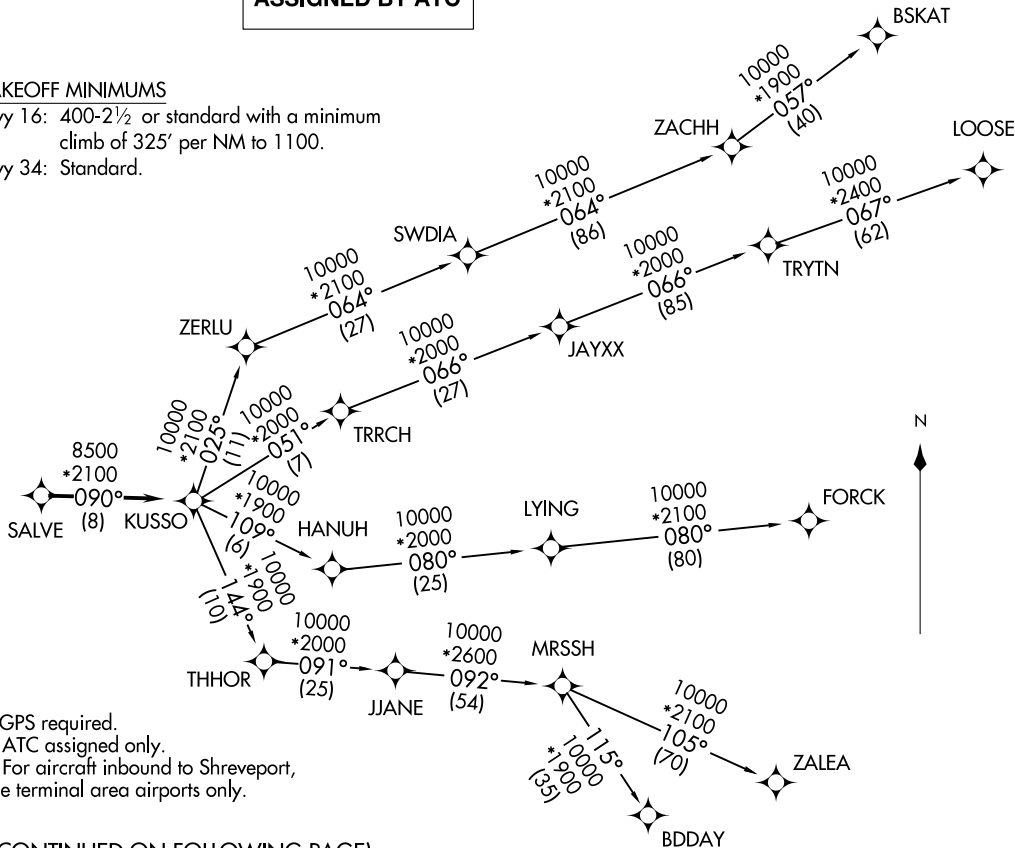 ASSIGNED BY ATC
BSKAT
KEOFF MINIMUMS
vy 16: 400-2½ or standard with a minimum
climb of 325' per NM to 1100.
vy 34: Standard.
10000
*1900
057°
(40)
ZACHH
LOOSE
10000
*2100
064°
(86)
10000
*2400
067°
(62)
SWDIA
10000
*2100
064°
(27)
10000
*2000
066°
(85)
TRYTN
ZERLU
10000
*2000
066°
(27)
JAYXX
10000
*2100
025°
(11)
10000
*2000
051°
(7)
TRRCH
N
8500
*2100
090°
(8)
SALVE
KUSSO
10000
*1900
109°
(6)
HANUH
10000
*2000
080°
(25)
LYING
10000
*2100
080°
(80)
FORCK
10000
*1900
144°
(10)
THHOR
10000
*2000
091°
(25)
JJANE
10000
*2600
092°
(54)
MRSSH
10000
*2100
105°
(70)
ZALEA
115°
10000
*1900
(35)
BDDAY
GPS required.
ATC assigned only.
For aircraft inbound to Shreveport,
e terminal area airports only.
CONTINUED ON FOLLOWING PAGE)